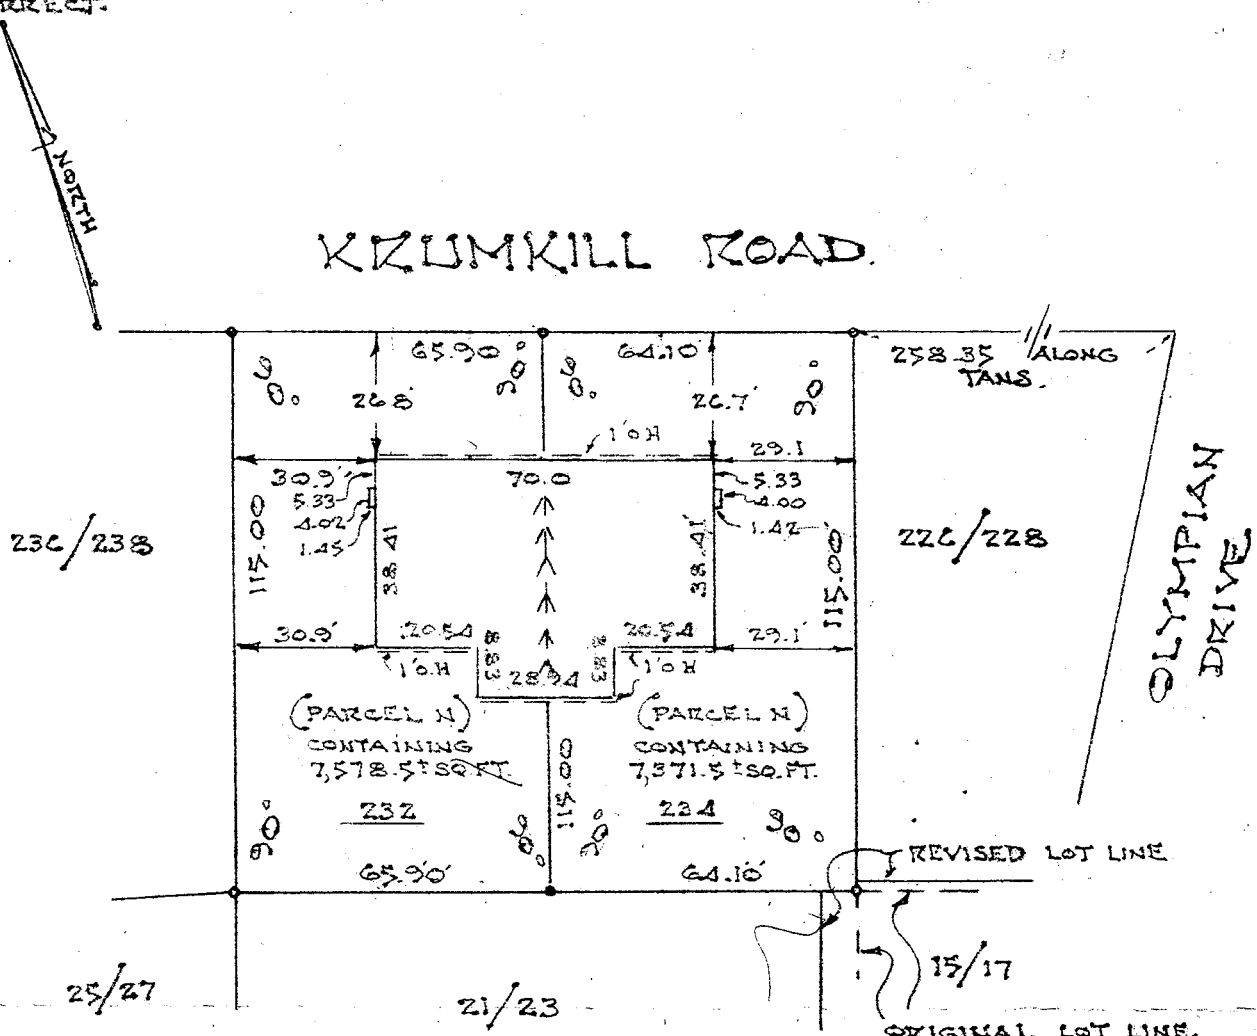 NORTH
KRUMKILL ROAD.
65.90'
64.10'
258.35 ALONG
TANS.
90°
90°
90°
90°
26.8'
26.7'
1'OH
30.9'
70.0
29.1
5.33
4.02
1.45
5.33
4.00
1.42
115.00
38.41
38.41'
115.00'
236/238
226/228
OLYMPIAN
DRIVE
30.9'
20.54
8.83
20.54
8.83
29.1'
1'OH
28.94
1'OH
(PARCEL N)
CONTAINING
7,578.5± SQ.FT.
232
(PARCEL N)
CONTAINING
7,371.5± SQ.FT.
234
115.00
90°
90°
90°
90°
65.90'
64.10'
REVISED LOT LINE
25/27
21/23
15/17
ORIGINAL LOT LINE.